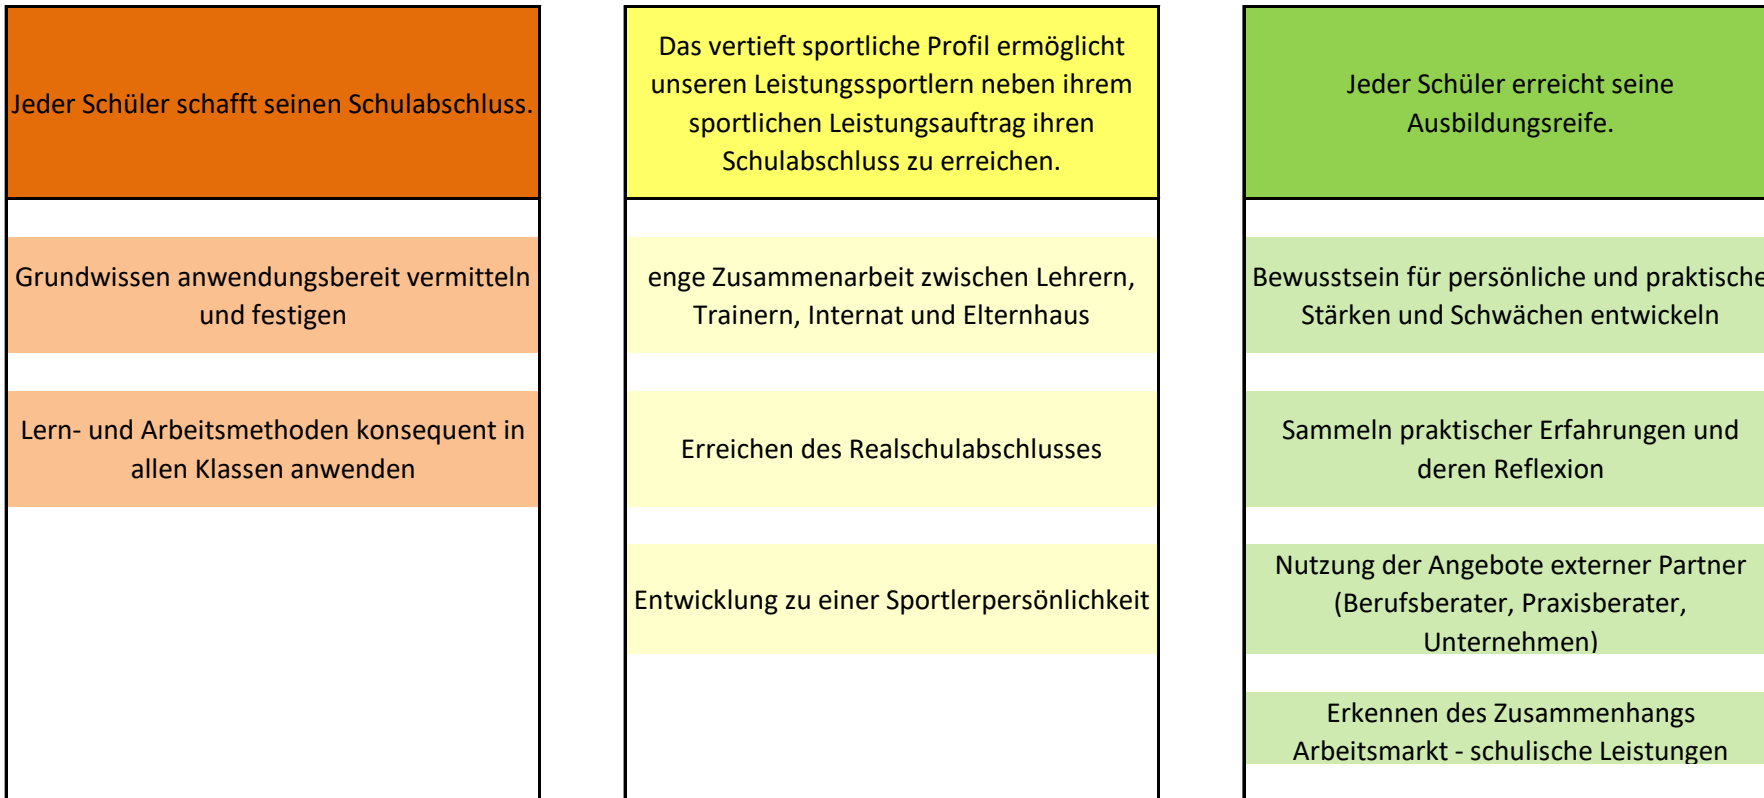 Jeder Schüler schafft seinen Schulabschluss.
Grundwissen anwendungsbereit vermitteln
und festigen
Lern- und Arbeitsmethoden konsequent in
allen Klassen anwenden
Das vertieft sportliche Profil ermöglicht
unseren Leistungssportlern neben ihrem
sportlichen Leistungsauftrag ihren
Schulabschluss zu erreichen.
enge Zusammenarbeit zwischen Lehrern,
Trainern, Internat und Elternhaus
Erreichen des Realschulabschlusses
Entwicklung zu einer Sportlerpersönlichkeit
Jeder Schüler erreicht seine
Ausbildungsreife.
Bewusstsein für persönliche und praktische
Stärken und Schwächen entwickeln
Sammeln praktischer Erfahrungen und
deren Reflexion
Nutzung der Angebote externer Partner
(Berufsberater, Praxisberater,
Unternehmen)
Erkennen des Zusammenhangs
Arbeitsmarkt - schulische Leistungen